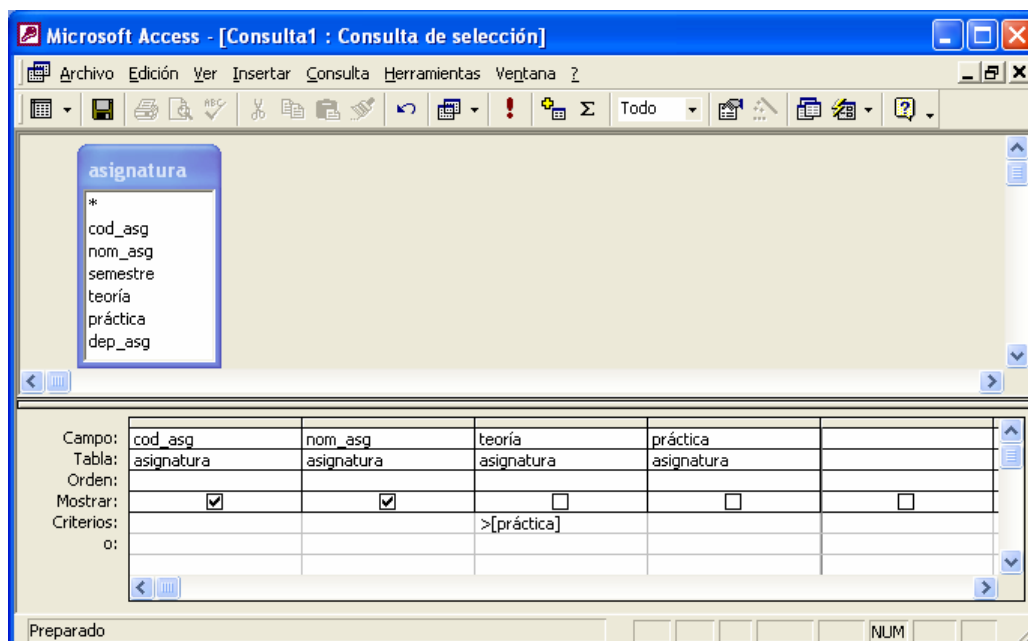 Microsoft Access - [Consulta1 : Consulta de selección]
Archivo Edición Ver Insertar Consulta Herramientas Ventana ?
ABC Σ Todo
asignatura
*
cod_asg
nom_asg
semestre
teoría
práctica
dep_asg
Campo: cod_asg nom_asg teoría práctica
Tabla: asignatura asignatura asignatura asignatura
Orden:
Mostrar:
Criterios: >[práctica]
o:
Preparado NUM